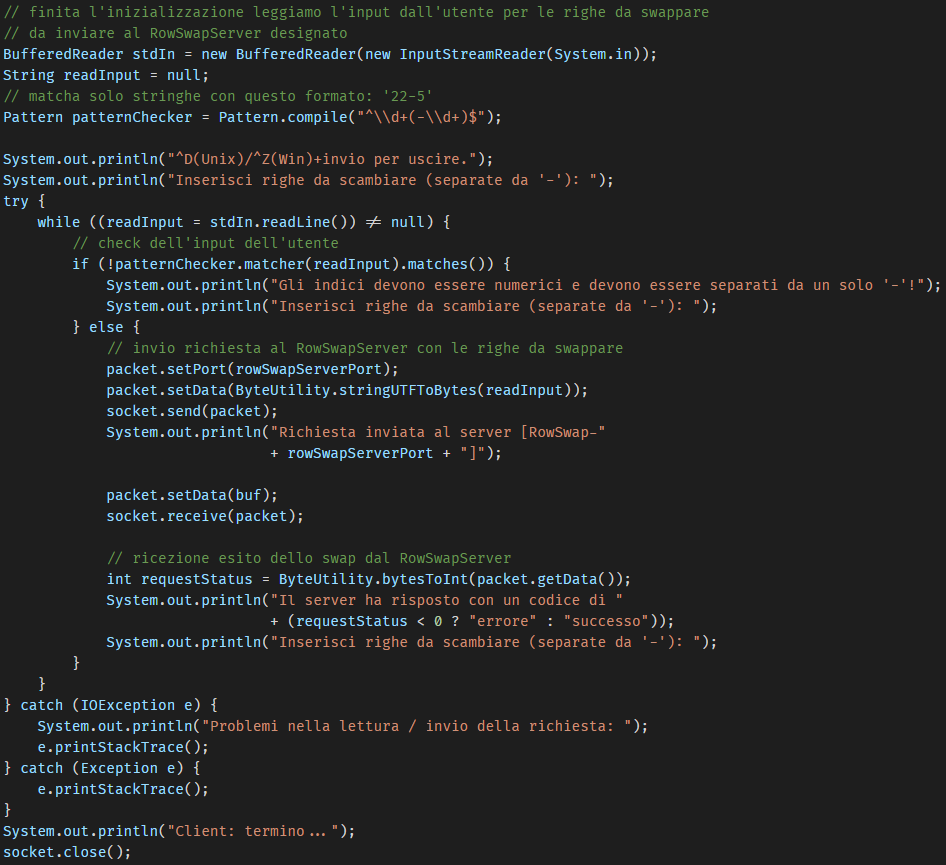 // finita l'inizializzazione leggiamo l'input dall'utente per le righe da swappare
// da inviare al RowSwapServer designato
BufferedReader stdIn = new BufferedReader(new InputStreamReader(System.in));
String readInput = null;
// matcha solo stringhe con questo formato: '22-5'
Pattern patternChecker = Pattern.compile("^\\d+(-\\d+)$");

System.out.println("^D(Unix)/^Z(Win)+invio per uscire.");
System.out.println("Inserisci righe da scambiare (separate da '-'): ");
try {
    while ((readInput = stdIn.readLine()) != null) {
        // check dell'input dell'utente
        if (!patternChecker.matcher(readInput).matches()) {
            System.out.println("Gli indici devono essere numerici e devono essere separati da un solo '-'!");
            System.out.println("Inserisci righe da scambiare (separate da '-'): ");
        } else {
            // invio richiesta al RowSwapServer con le righe da swappare
            packet.setPort(rowSwapServerPort);
            packet.setData(ByteUtility.stringUTFToBytes(readInput));
            socket.send(packet);
            System.out.println("Richiesta inviata al server [RowSwap-"
                               + rowSwapServerPort + "]");

            packet.setData(buf);
            socket.receive(packet);

            // ricezione esito dello swap dal RowSwapServer
            int requestStatus = ByteUtility.bytesToInt(packet.getData());
            System.out.println("Il server ha risposto con un codice di "
                               + (requestStatus < 0 ? "errore" : "successo"));
            System.out.println("Inserisci righe da scambiare (separate da '-'): ");
        }
    }
} catch (IOException e) {
    System.out.println("Problemi nella lettura / invio della richiesta: ");
    e.printStackTrace();
} catch (Exception e) {
    e.printStackTrace();
}
System.out.println("Client: termino...");
socket.close();